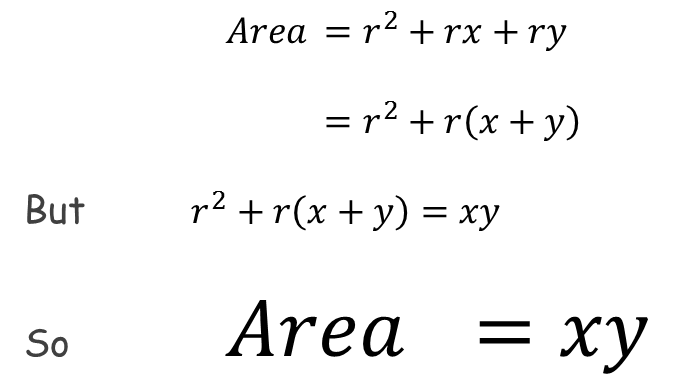 Area = r² + rx + ry
= r² + r(x + y)
But r² + r(x + y) = xy
So Area = xy